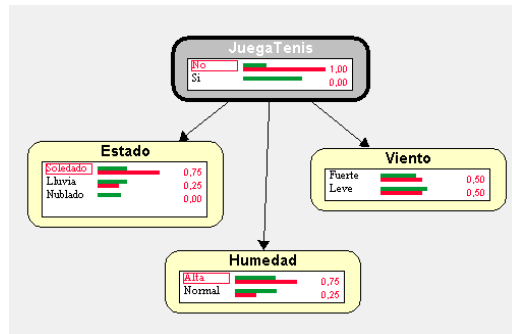 JuegaTenis
No 1,00
Si 0,00
Estado
Soledado 0,75
Lluvia 0,25
Nublado 0,00
Viento
Fuerte 0,50
Leve 0,50
Humedad
Alta 0,75
Normal 0,25